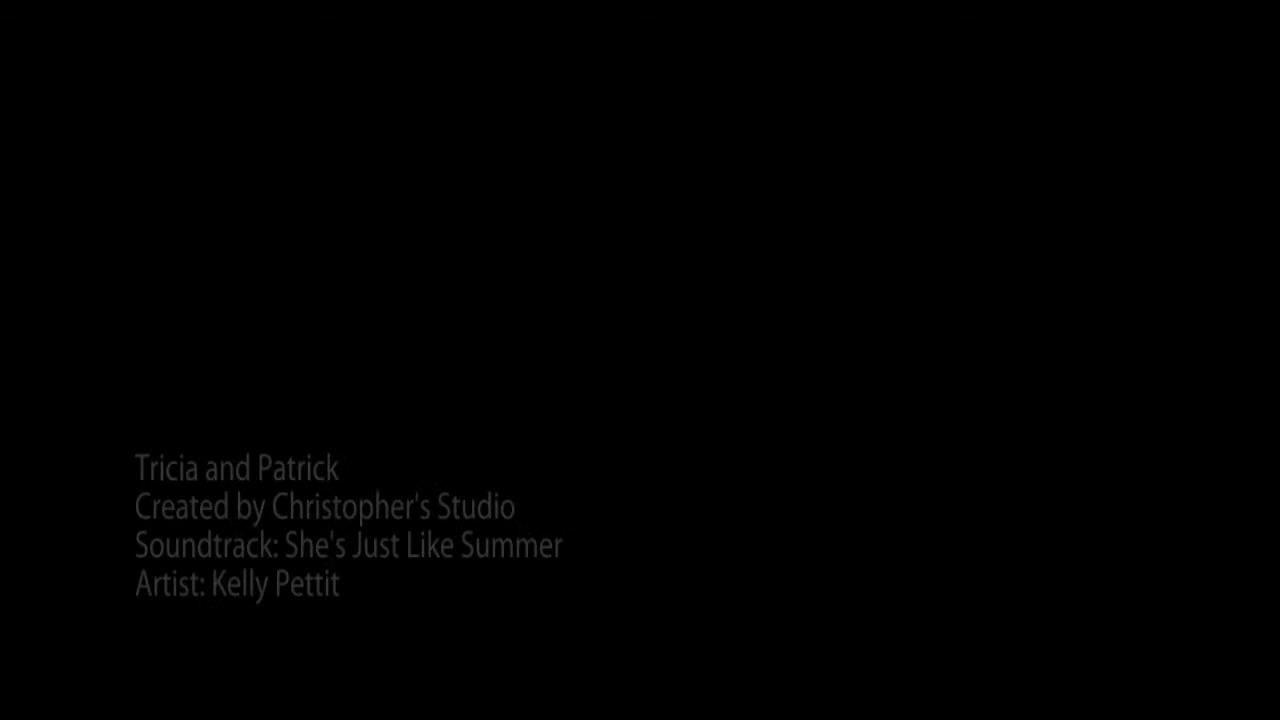 Tricia and Patrick
Created by Christopher's Studio
Soundtrack: She's Just Like Summer
Artist: Kelly Pettit